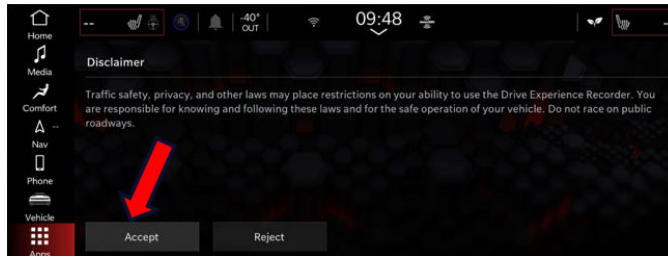 Home
Media
Comfort
Nav
--
Phone
Vehicle
Apps
--
-40°
OUT
09:48
Disclaimer
Traffic safety, privacy, and other laws may place restrictions on your ability to use the Drive Experience Recorder. You
are responsible for knowing and following these laws and for the safe operation of your vehicle. Do not race on public
roadways.
Accept
Reject